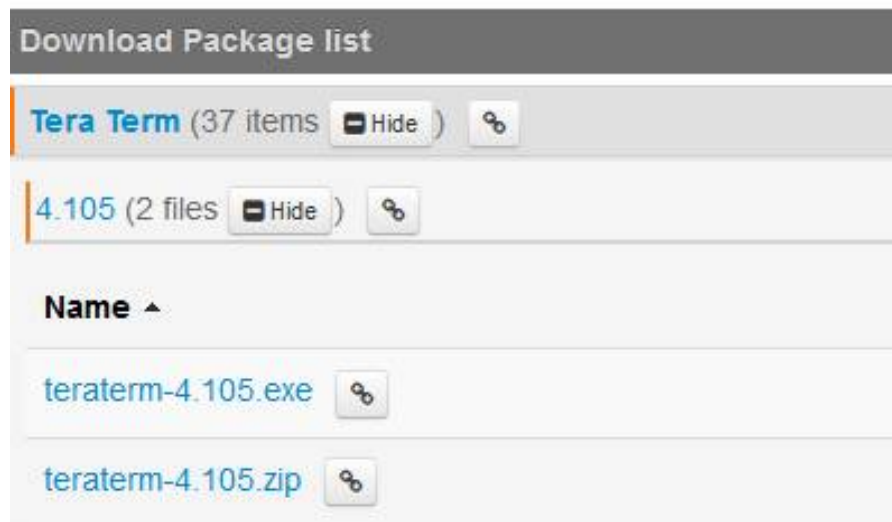 Download Package list
Tera Term (37 items Hide )
4.105 (2 files Hide )
Name
teraterm-4.105.exe
teraterm-4.105.zip